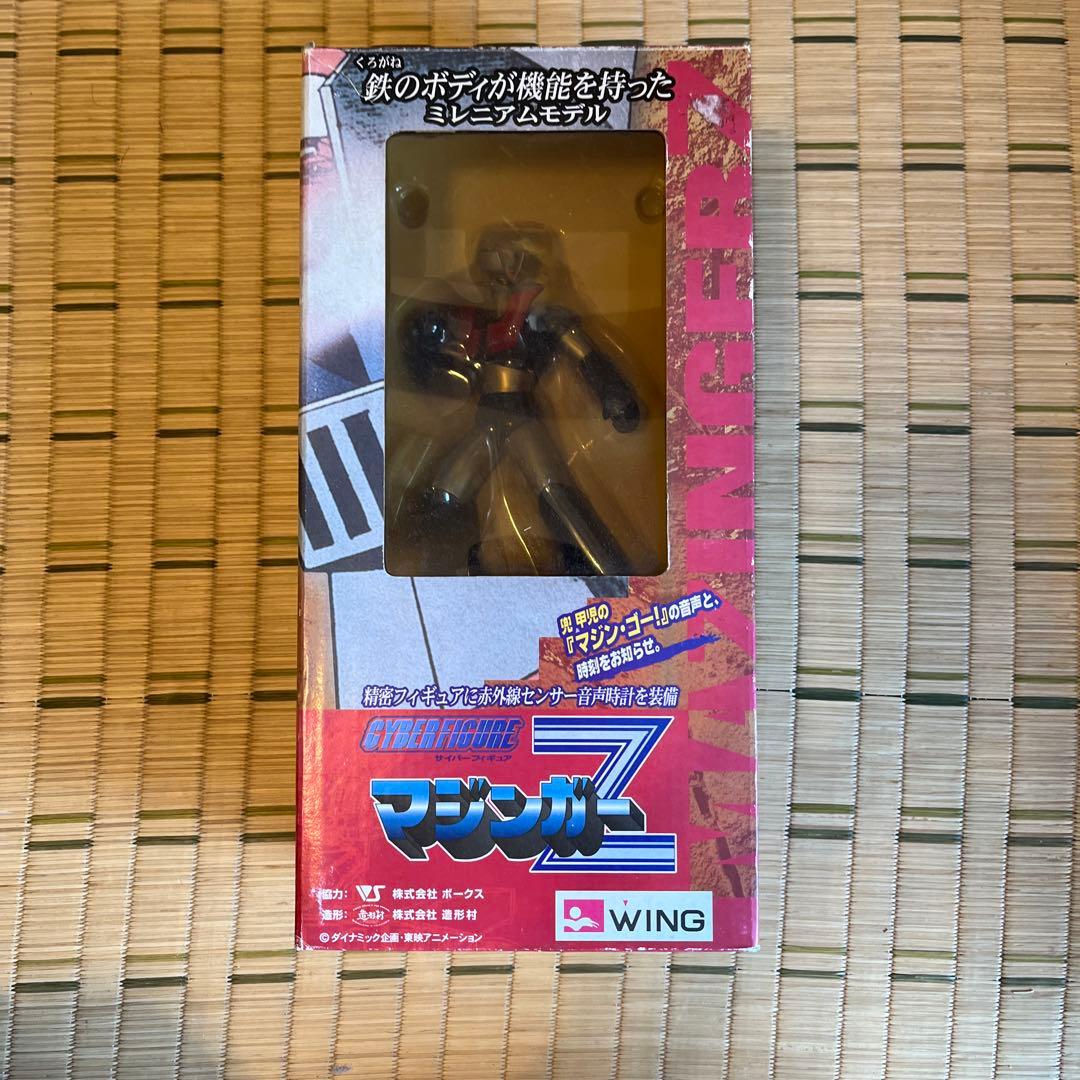 くろがね
鉄のボディが機能を持った
ミレニアムモデル
MAZINGER Z
兜 甲児の
『マジン・ゴー!』の音声と、
時刻をお知らせ。
精密フィギュアに赤外線センサー音声時計を装備
CYBERFIGURE
サイバーフィギュア
マジンガーZ
協力: VS 株式会社 ボークス
造形: 造形村 株式会社 造形村
©ダイナミック企画・東映アニメーション
WING